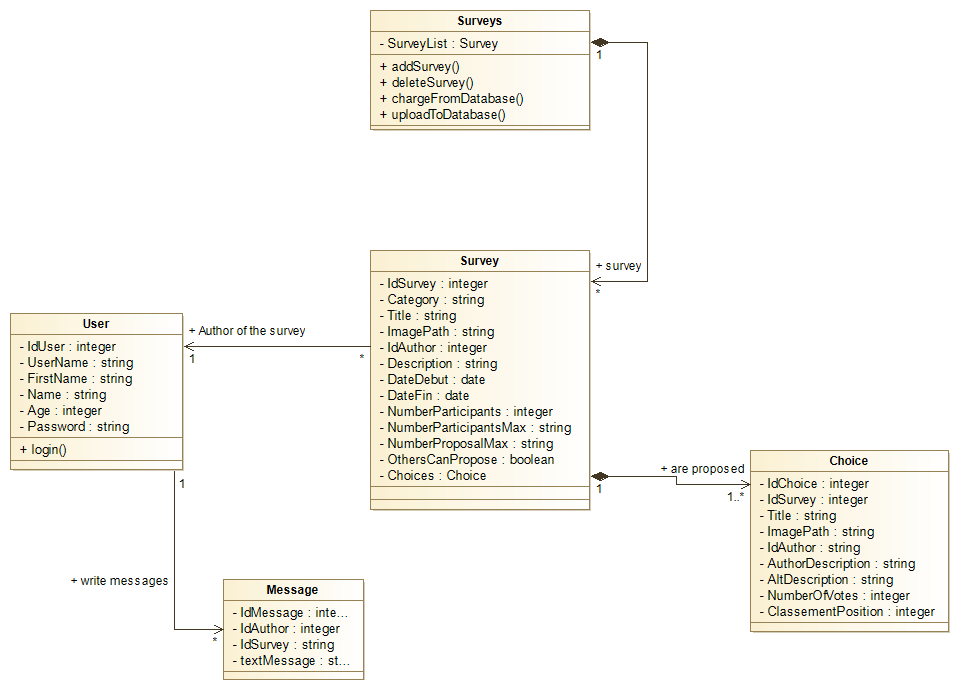 Surveys
- SurveyList : Survey
+ addSurvey()
+ deleteSurvey()
+ chargeFromDatabase()
+ uploadToDatabase()
1
+ survey
*
Survey
- IdSurvey : integer
- Category : string
- Title : string
- ImagePath : string
- IdAuthor : integer
- Description : string
- DateDebut : date
- DateFin : date
- NumberParticipants : integer
- NumberParticipantsMax : string
- NumberProposalMax : string
- OthersCanPropose : boolean
- Choices : Choice
+ Author of the survey
1
*
User
- IdUser : integer
- UserName : string
- FirstName : string
- Name : string
- Age : integer
- Password : string
+ login()
1
+ write messages
*
Message
- IdMessage : inte...
- IdAuthor : integer
- IdSurvey : string
- textMessage : st...
1
+ are proposed
1..*
Choice
- IdChoice : integer
- IdSurvey : integer
- Title : string
- ImagePath : string
- IdAuthor : string
- AuthorDescription : string
- AltDescription : string
- NumberOfVotes : integer
- ClassementPosition : integer